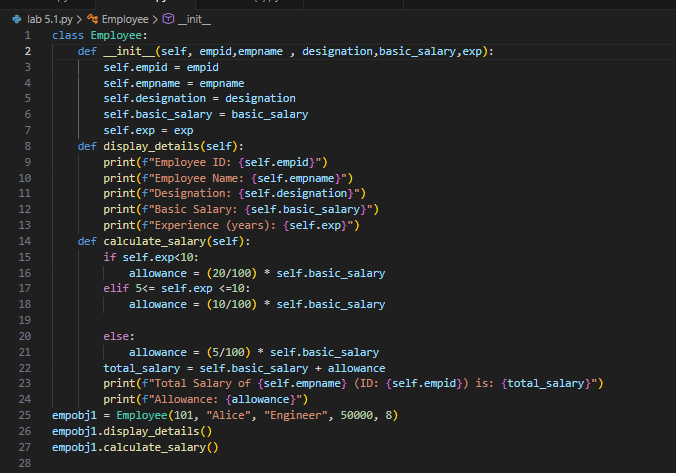 lab 5.1.py > Employee > __init__
1 class Employee:
2     def __init__(self, empid,empname , designation,basic_salary,exp):
3         self.empid = empid
4         self.empname = empname
5         self.designation = designation
6         self.basic_salary = basic_salary
7         self.exp = exp
8     def display_details(self):
9         print(f"Employee ID: {self.empid}")
10         print(f"Employee Name: {self.empname}")
11         print(f"Designation: {self.designation}")
12         print(f"Basic Salary: {self.basic_salary}")
13         print(f"Experience (years): {self.exp}")
14     def calculate_salary(self):
15         if self.exp<10:
16             allowance = (20/100) * self.basic_salary
17         elif 5<= self.exp <=10:
18             allowance = (10/100) * self.basic_salary
19
20         else:
21             allowance = (5/100) * self.basic_salary
22         total_salary = self.basic_salary + allowance
23         print(f"Total Salary of {self.empname} (ID: {self.empid}) is: {total_salary}")
24         print(f"Allowance: {allowance}")
25 empobj1 = Employee(101, "Alice", "Engineer", 50000, 8)
26 empobj1.display_details()
27 empobj1.calculate_salary()
28